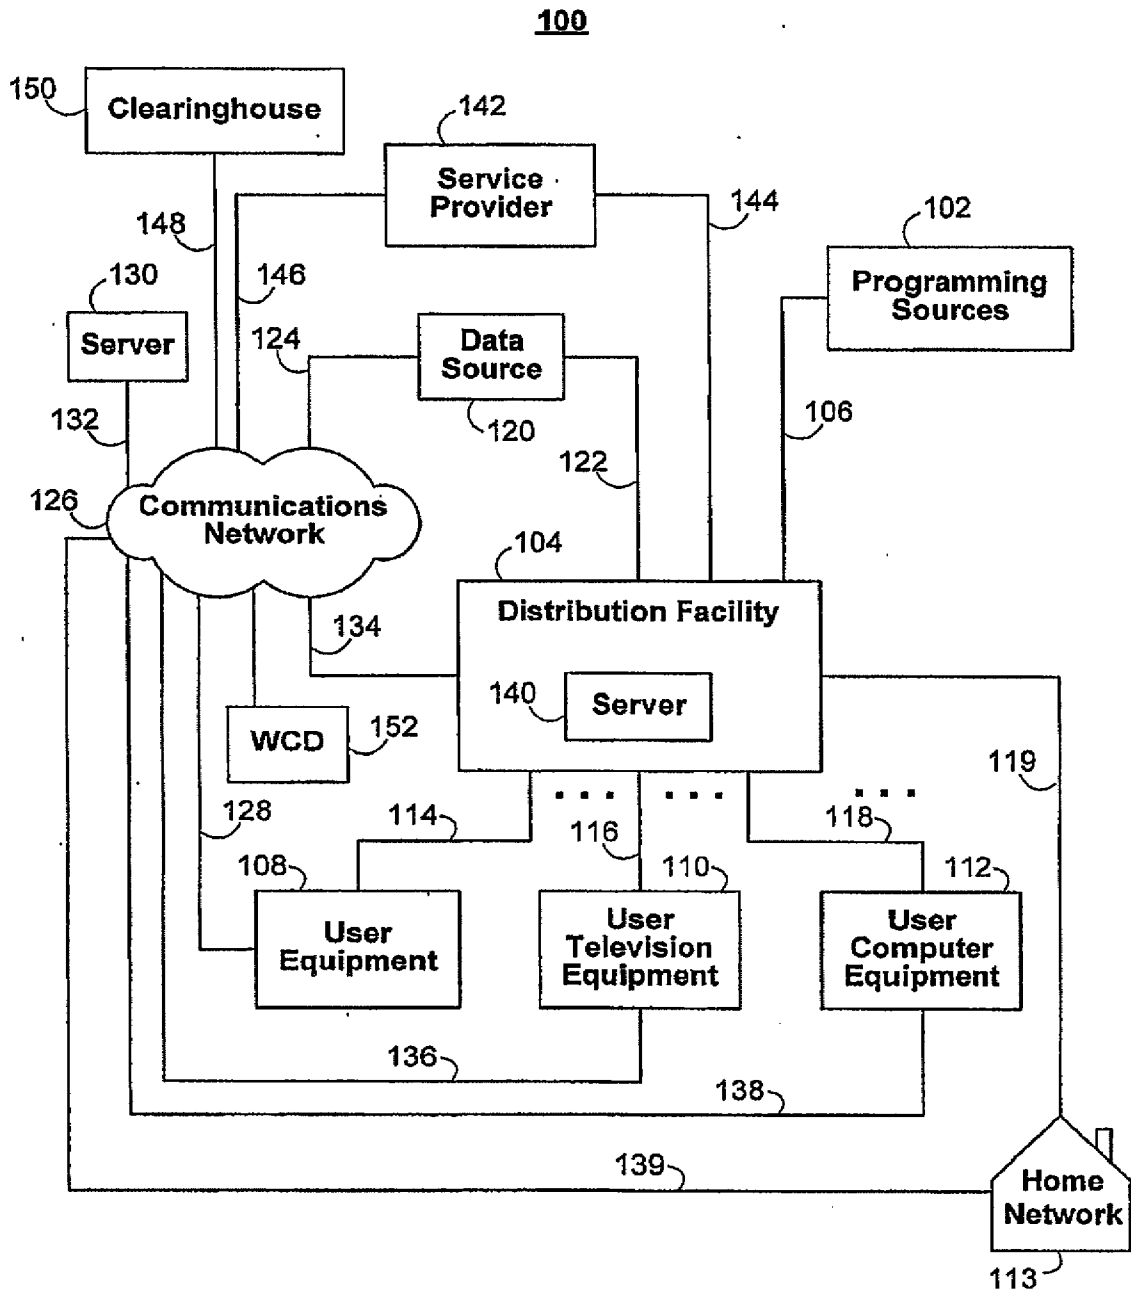 100
150
Clearinghouse
142
Service
Provider
148
144
102
Programming
Sources
130
Server
146
124
Data
Source
120
132
106
122
126
Communications
Network
104
Distribution Facility
134
140
Server
WCD
152
119
128
114
116
118
108
User
Equipment
110
User
Television
Equipment
112
User
Computer
Equipment
136
138
139
Home
Network
113